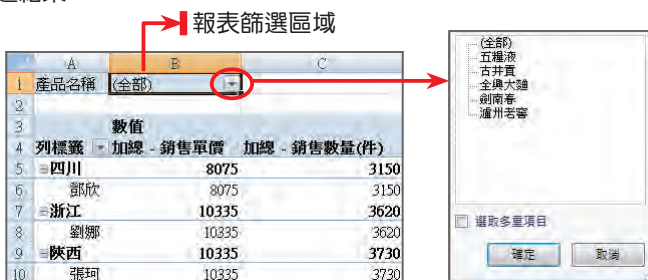 報表篩選區域
A B C
1 產品名稱 (全部)
2
3 數值
4 列標籤 加總 - 銷售單價 加總 - 銷售數量(件)
5 四川 8075 3150
6 鄧欣 8075 3150
7 浙江 10335 3620
8 劉娜 10335 3620
9 陝西 10335 3730
10 張珂 10335 3730
(全部)
五糧液
古井貢
全興大麯
劍南春
瀘州老窖
選取多重項目
確定 取消